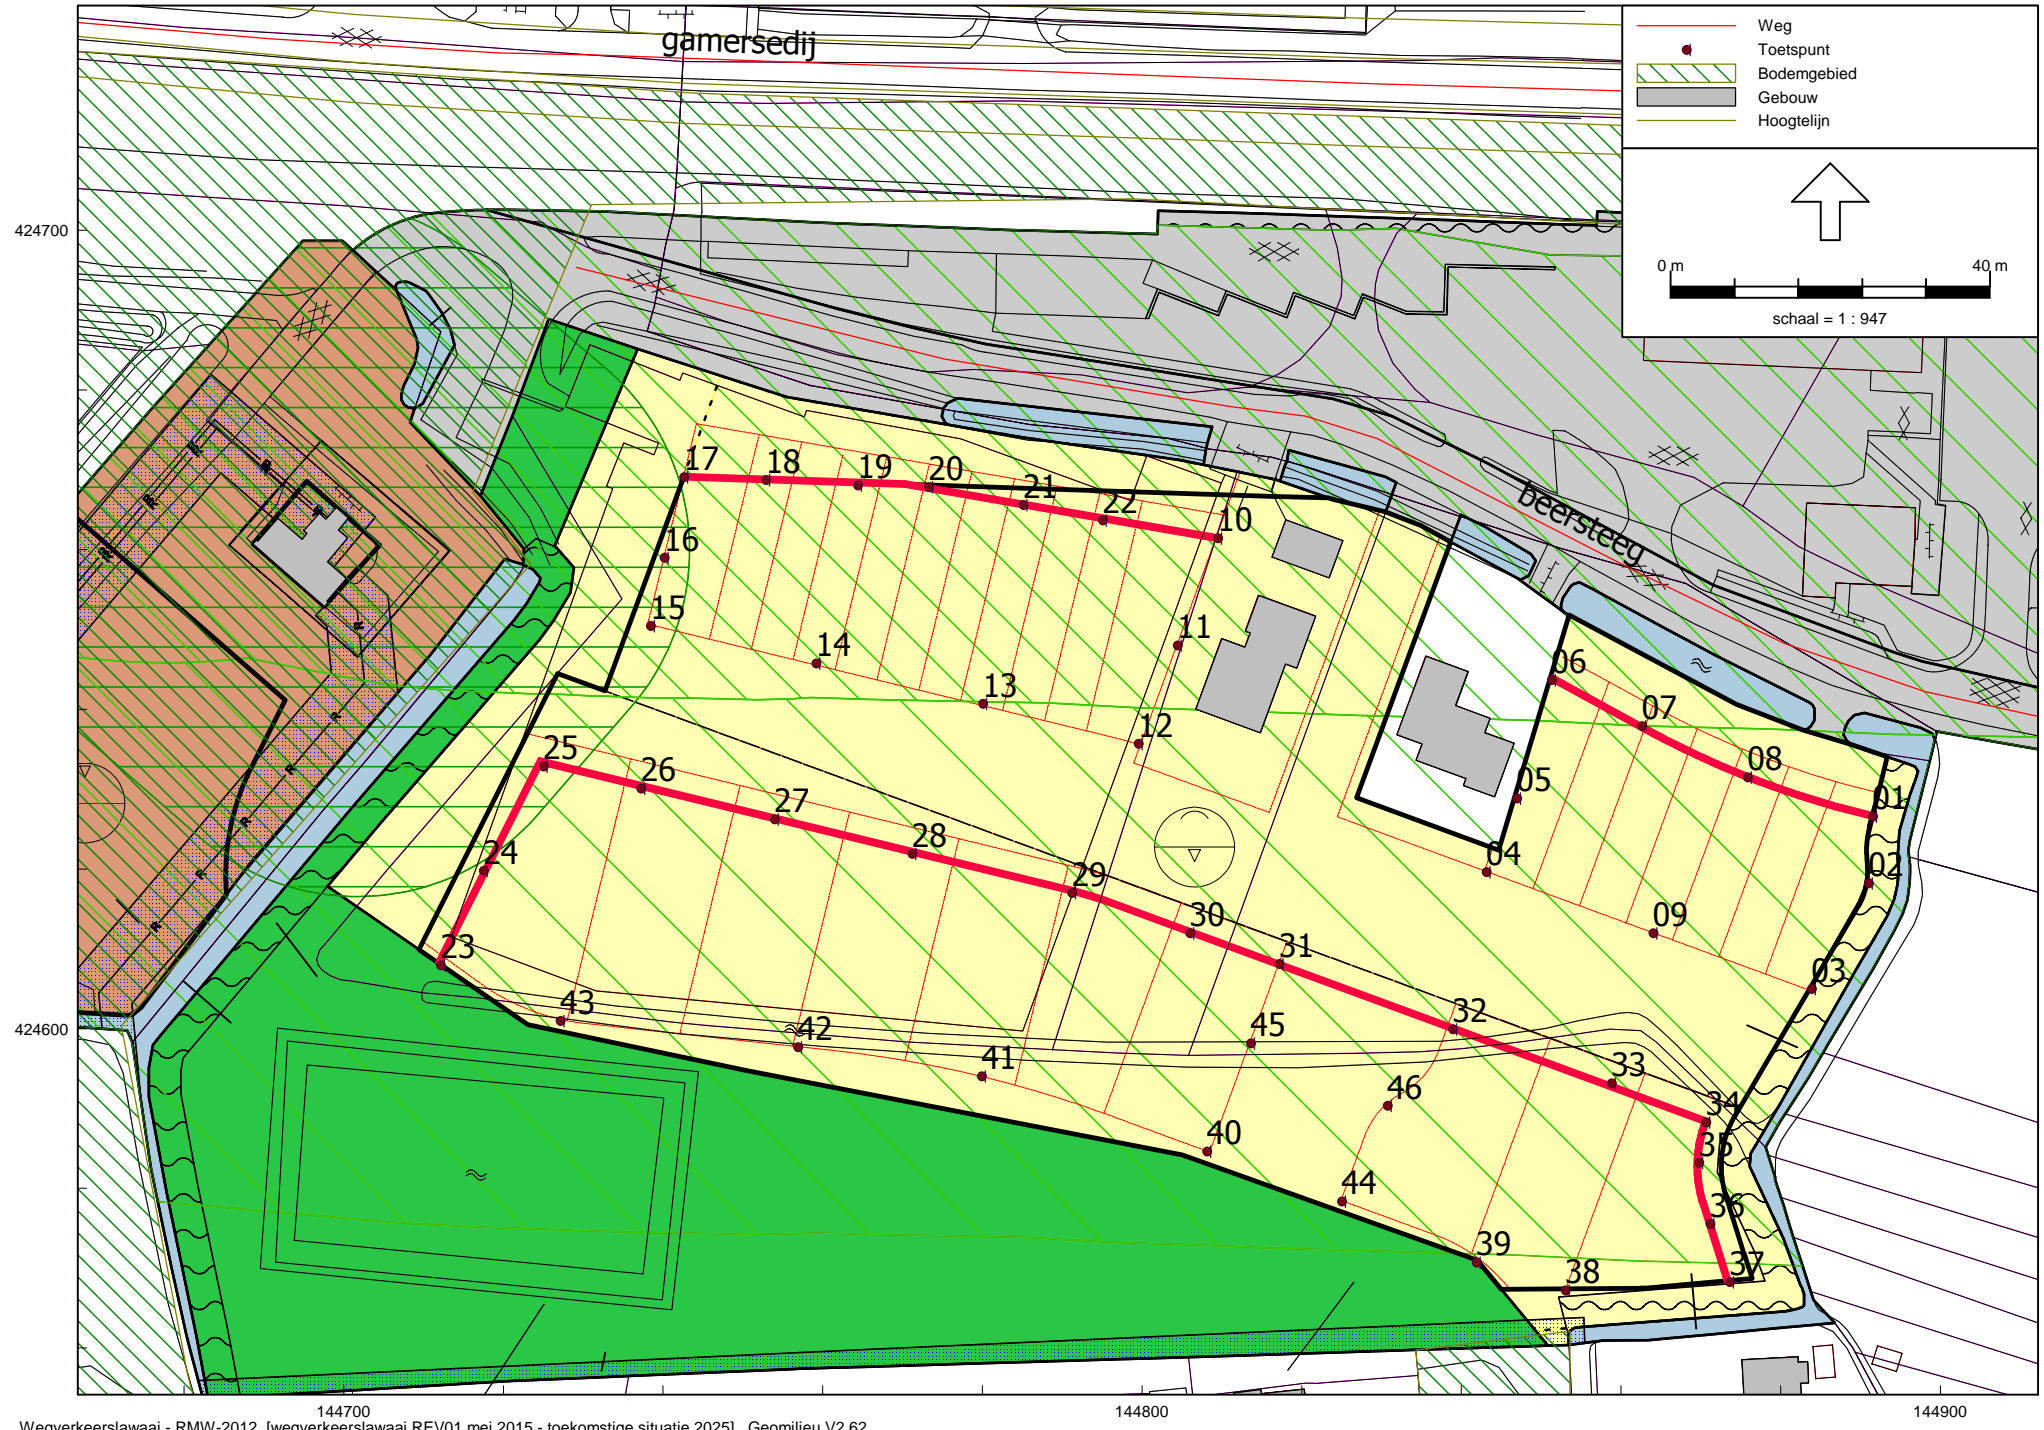 gamersedij
Weg
Toetspunt
Bodemgebied
Gebouw
Hoogtelijn
0 m 40 m
schaal = 1 : 947
424700
17 18 19 20 21 22 10
beersteeg
16
15 14 13 12 11
06 07 08 01
25 26 27 28 29
05 04 02
24 30 31 09 03
23 43 42 41 45 32 33
424600
46 34
40 35
44 36
39 38 37
R R R R R R R
144700 144800 144900
Wegverkeerslawaai - RMW-2012, [wegverkeerslawaai REV01 mei 2015 - toekomstige situatie 2025] , Geomilieu V2.62